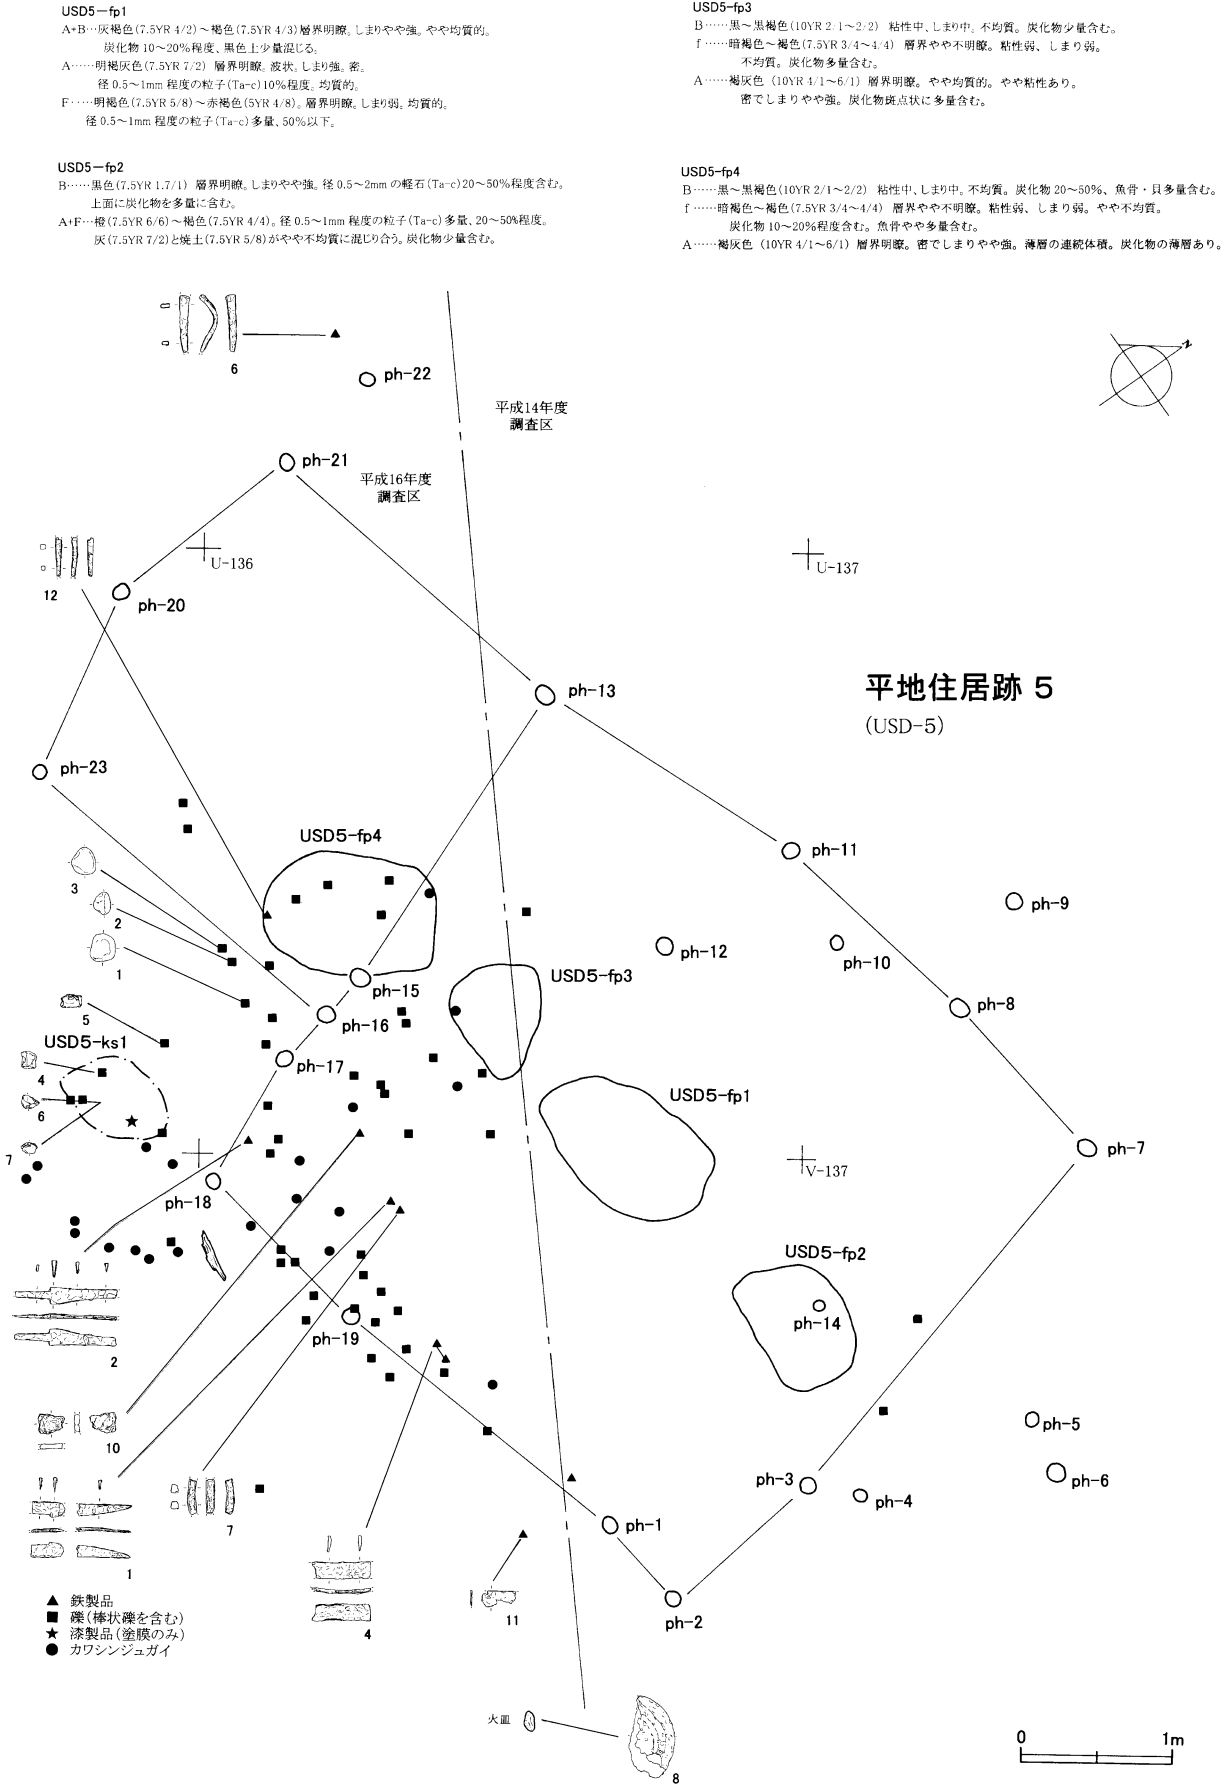 USD5－fp1
A+B…灰褐色(7.5YR 4/2)～褐色(7.5YR 4/3)層界明瞭。しまりやや強。やや均質的。
炭化物 10～20%程度、黒色土少量混じる。
A……明褐灰色(7.5YR 7/2) 層界明瞭。波状。しまり強。密。
径 0.5～1mm 程度の粒子(Ta-c)10%程度。均質的。
F……明褐色(7.5YR 5/8)～赤褐色(5YR 4/8)。層界明瞭。しまり弱。均質的。
径 0.5～1mm 程度の粒子(Ta-c)多量、50%以下。
USD5－fp2
B……黒色(7.5YR 1.7/1) 層界明瞭。しまりやや強。径 0.5～2mm の軽石(Ta-c)20～50%程度含む。
上面に炭化物を多量に含む。
A+F…橙(7.5YR 6/6)～褐色(7.5YR 4/4)。径 0.5～1mm 程度の粒子(Ta-c)多量、20～50%程度。
灰(7.5YR 7/2)と焼土(7.5YR 5/8)がやや不均質に混じり合う。炭化物少量含む。
USD5-fp3
B……黒～黒褐色(10YR 2/1～2/2) 粘性中、しまり中。不均質。炭化物少量含む。
f……暗褐色～褐色(7.5YR 3/4～4/4) 層界やや不明瞭。粘性弱、しまり弱。
不均質。炭化物多量含む。
A……褐灰色 (10YR 4/1～6/1) 層界明瞭。やや均質的。やや粘性あり。
密でしまりやや強。炭化物斑点状に多量含む。
USD5-fp4
B……黒～黒褐色(10YR 2/1～2/2) 粘性中、しまり中。不均質。炭化物 20～50%、魚骨・貝多量含む。
f……暗褐色～褐色(7.5YR 3/4～4/4) 層界やや不明瞭。粘性弱、しまり弱。やや不均質。
炭化物 10～20%程度含む。魚骨やや多量含む。
A……褐灰色 (10YR 4/1～6/1) 層界明瞭。密でしまりやや強。薄層の連続体積。炭化物の薄層あり。
N
6
ph-22
平成14年度
調査区
ph-21
平成16年度
調査区
U-136
U-137
12
ph-20
平地住居跡 5
(USD-5)
ph-13
ph-23
USD5-fp4
ph-11
3
2
1
ph-9
ph-12
ph-10
USD5-fp3
ph-15
ph-8
5
ph-16
USD5-ks1
ph-17
4
6
7
USD5-fp1
ph-7
V-137
ph-18
USD5-fp2
ph-14
ph-19
2
10
ph-5
ph-3
ph-6
ph-4
7
ph-1
1
11
4
ph-2
▲ 鉄製品
■ 礫(棒状礫を含む)
★ 漆製品(塗膜のみ)
● カワシンジュガイ
火皿
8
0 1m